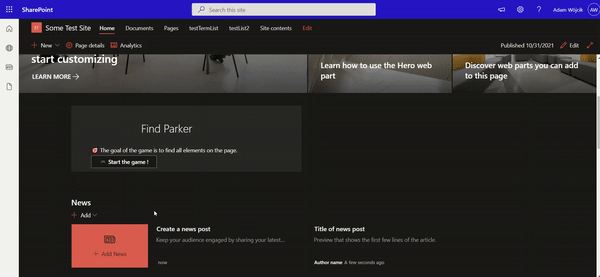 SharePoint
Search this site
Adam Wójcik
AW
ST
Some Test Site
Home
Documents
Pages
testTermList
testList2
Site contents
Edit
+ New
Page details
Analytics
Published 10/31/2021
Edit
start customizing
LEARN MORE →
Learn how to use the Hero web
part
Discover web parts you can add
to this page
Find Parker
🎯 The goal of the game is to find all elements on the page.
Start the game !
News
+ Add
+ Add News
Create a news post
Keep your audience engaged by sharing your latest...
now
Title of news post
Preview that shows the first few lines of the article.
Author name A few seconds ago